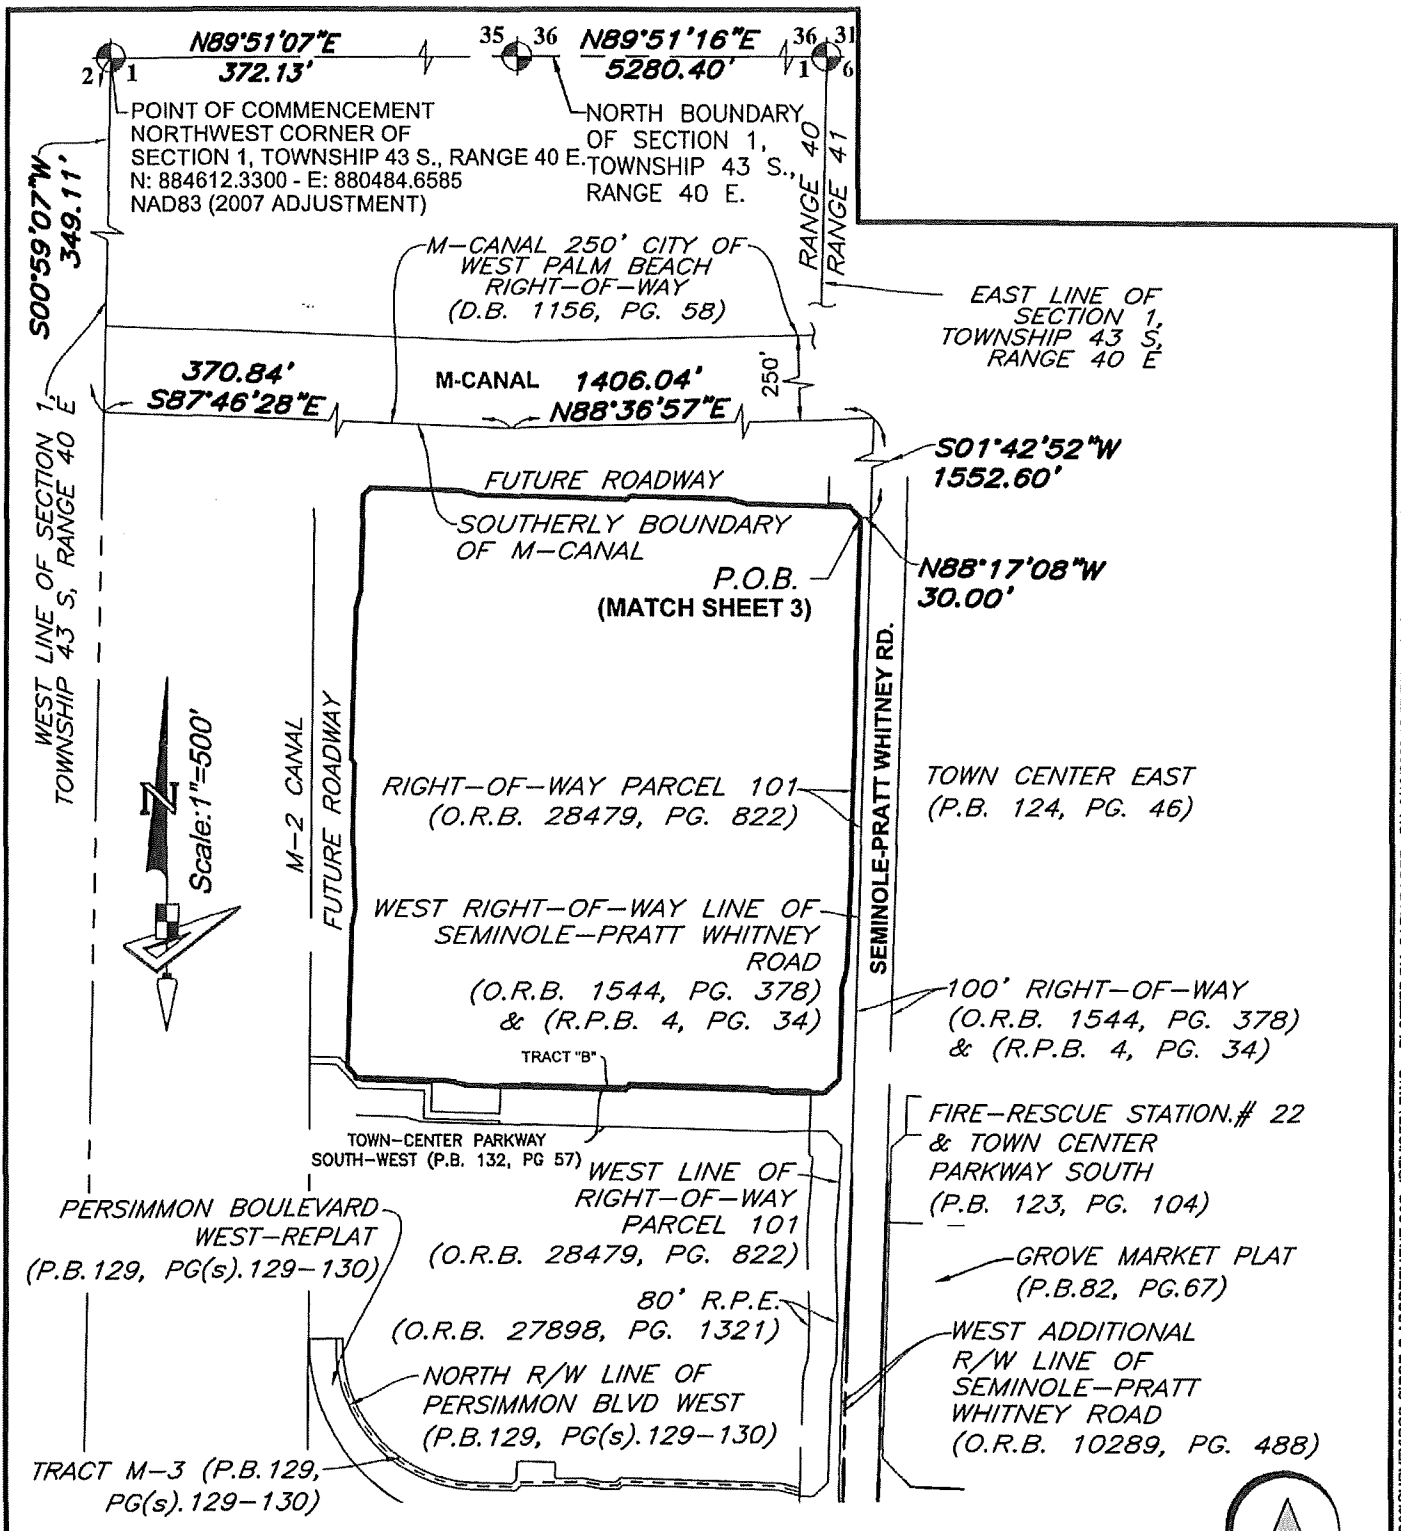 N89°51'07"E
372.13'
35
36
N89°51'16"E
5280.40'
36
31
2
1
1
6
POINT OF COMMENCEMENT
NORTHWEST CORNER OF
SECTION 1, TOWNSHIP 43 S., RANGE 40 E.
N: 884612.3300 - E: 880484.6585
NAD83 (2007 ADJUSTMENT)
NORTH BOUNDARY
OF SECTION 1,
TOWNSHIP 43 S.,
RANGE 40 E.
RANGE 40
RANGE 41
S00°59'07"W
349.11'
M-CANAL 250' CITY OF
WEST PALM BEACH
RIGHT-OF-WAY
(D.B. 1156, PG. 58)
EAST LINE OF
SECTION 1,
TOWNSHIP 43 S,
RANGE 40 E
370.84'
S87°46'28"E
M-CANAL
1406.04'
N88°36'57"E
250'
WEST LINE OF SECTION 1,
TOWNSHIP 43 S, RANGE 40 E
S01°42'52"W
1552.60'
FUTURE ROADWAY
SOUTHERLY BOUNDARY
OF M-CANAL
P.O.B.
(MATCH SHEET 3)
N88°17'08"W
30.00'
N
Scale:1"=500'
M-2 CANAL
FUTURE ROADWAY
SEMINOLE-PRATT WHITNEY RD.
RIGHT-OF-WAY PARCEL 101
(O.R.B. 28479, PG. 822)
TOWN CENTER EAST
(P.B. 124, PG. 46)
WEST RIGHT-OF-WAY LINE OF
SEMINOLE-PRATT WHITNEY
ROAD
(O.R.B. 1544, PG. 378)
& (R.P.B. 4, PG. 34)
100' RIGHT-OF-WAY
(O.R.B. 1544, PG. 378)
& (R.P.B. 4, PG. 34)
TRACT "B"
TOWN-CENTER PARKWAY
SOUTH-WEST (P.B. 132, PG 57)
FIRE-RESCUE STATION.# 22
& TOWN CENTER
PARKWAY SOUTH
(P.B. 123, PG. 104)
WEST LINE OF
RIGHT-OF-WAY
PARCEL 101
(O.R.B. 28479, PG. 822)
PERSIMMON BOULEVARD
WEST-REPLAT
(P.B.129, PG(s).129-130)
GROVE MARKET PLAT
(P.B.82, PG.67)
80' R.P.E.
(O.R.B. 27898, PG. 1321)
WEST ADDITIONAL
R/W LINE OF
SEMINOLE-PRATT
WHITNEY ROAD
(O.R.B. 10289, PG. 488)
NORTH R/W LINE OF
PERSIMMON BLVD WEST
(P.B.129, PG(s).129-130)
TRACT M-3 (P.B.129,
PG(s).129-130)